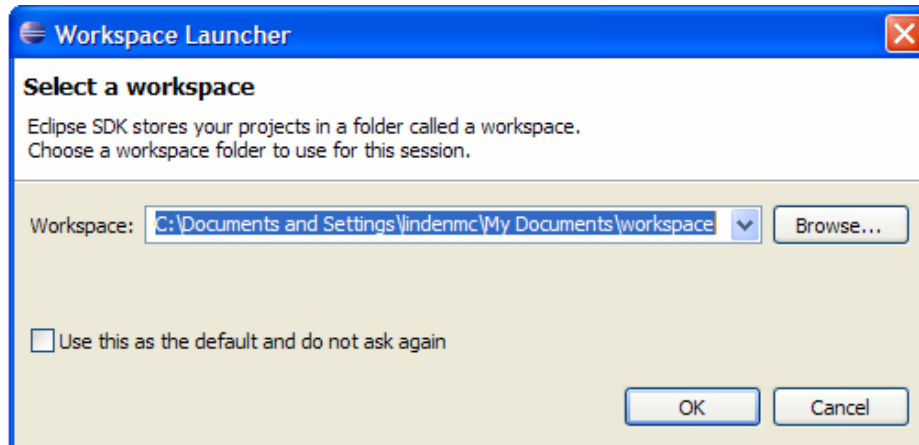 Workspace Launcher
Select a workspace
Eclipse SDK stores your projects in a folder called a workspace.
Choose a workspace folder to use for this session.
Workspace: C:\Documents and Settings\lindenmc\My Documents\workspace Browse...
Use this as the default and do not ask again
OK Cancel